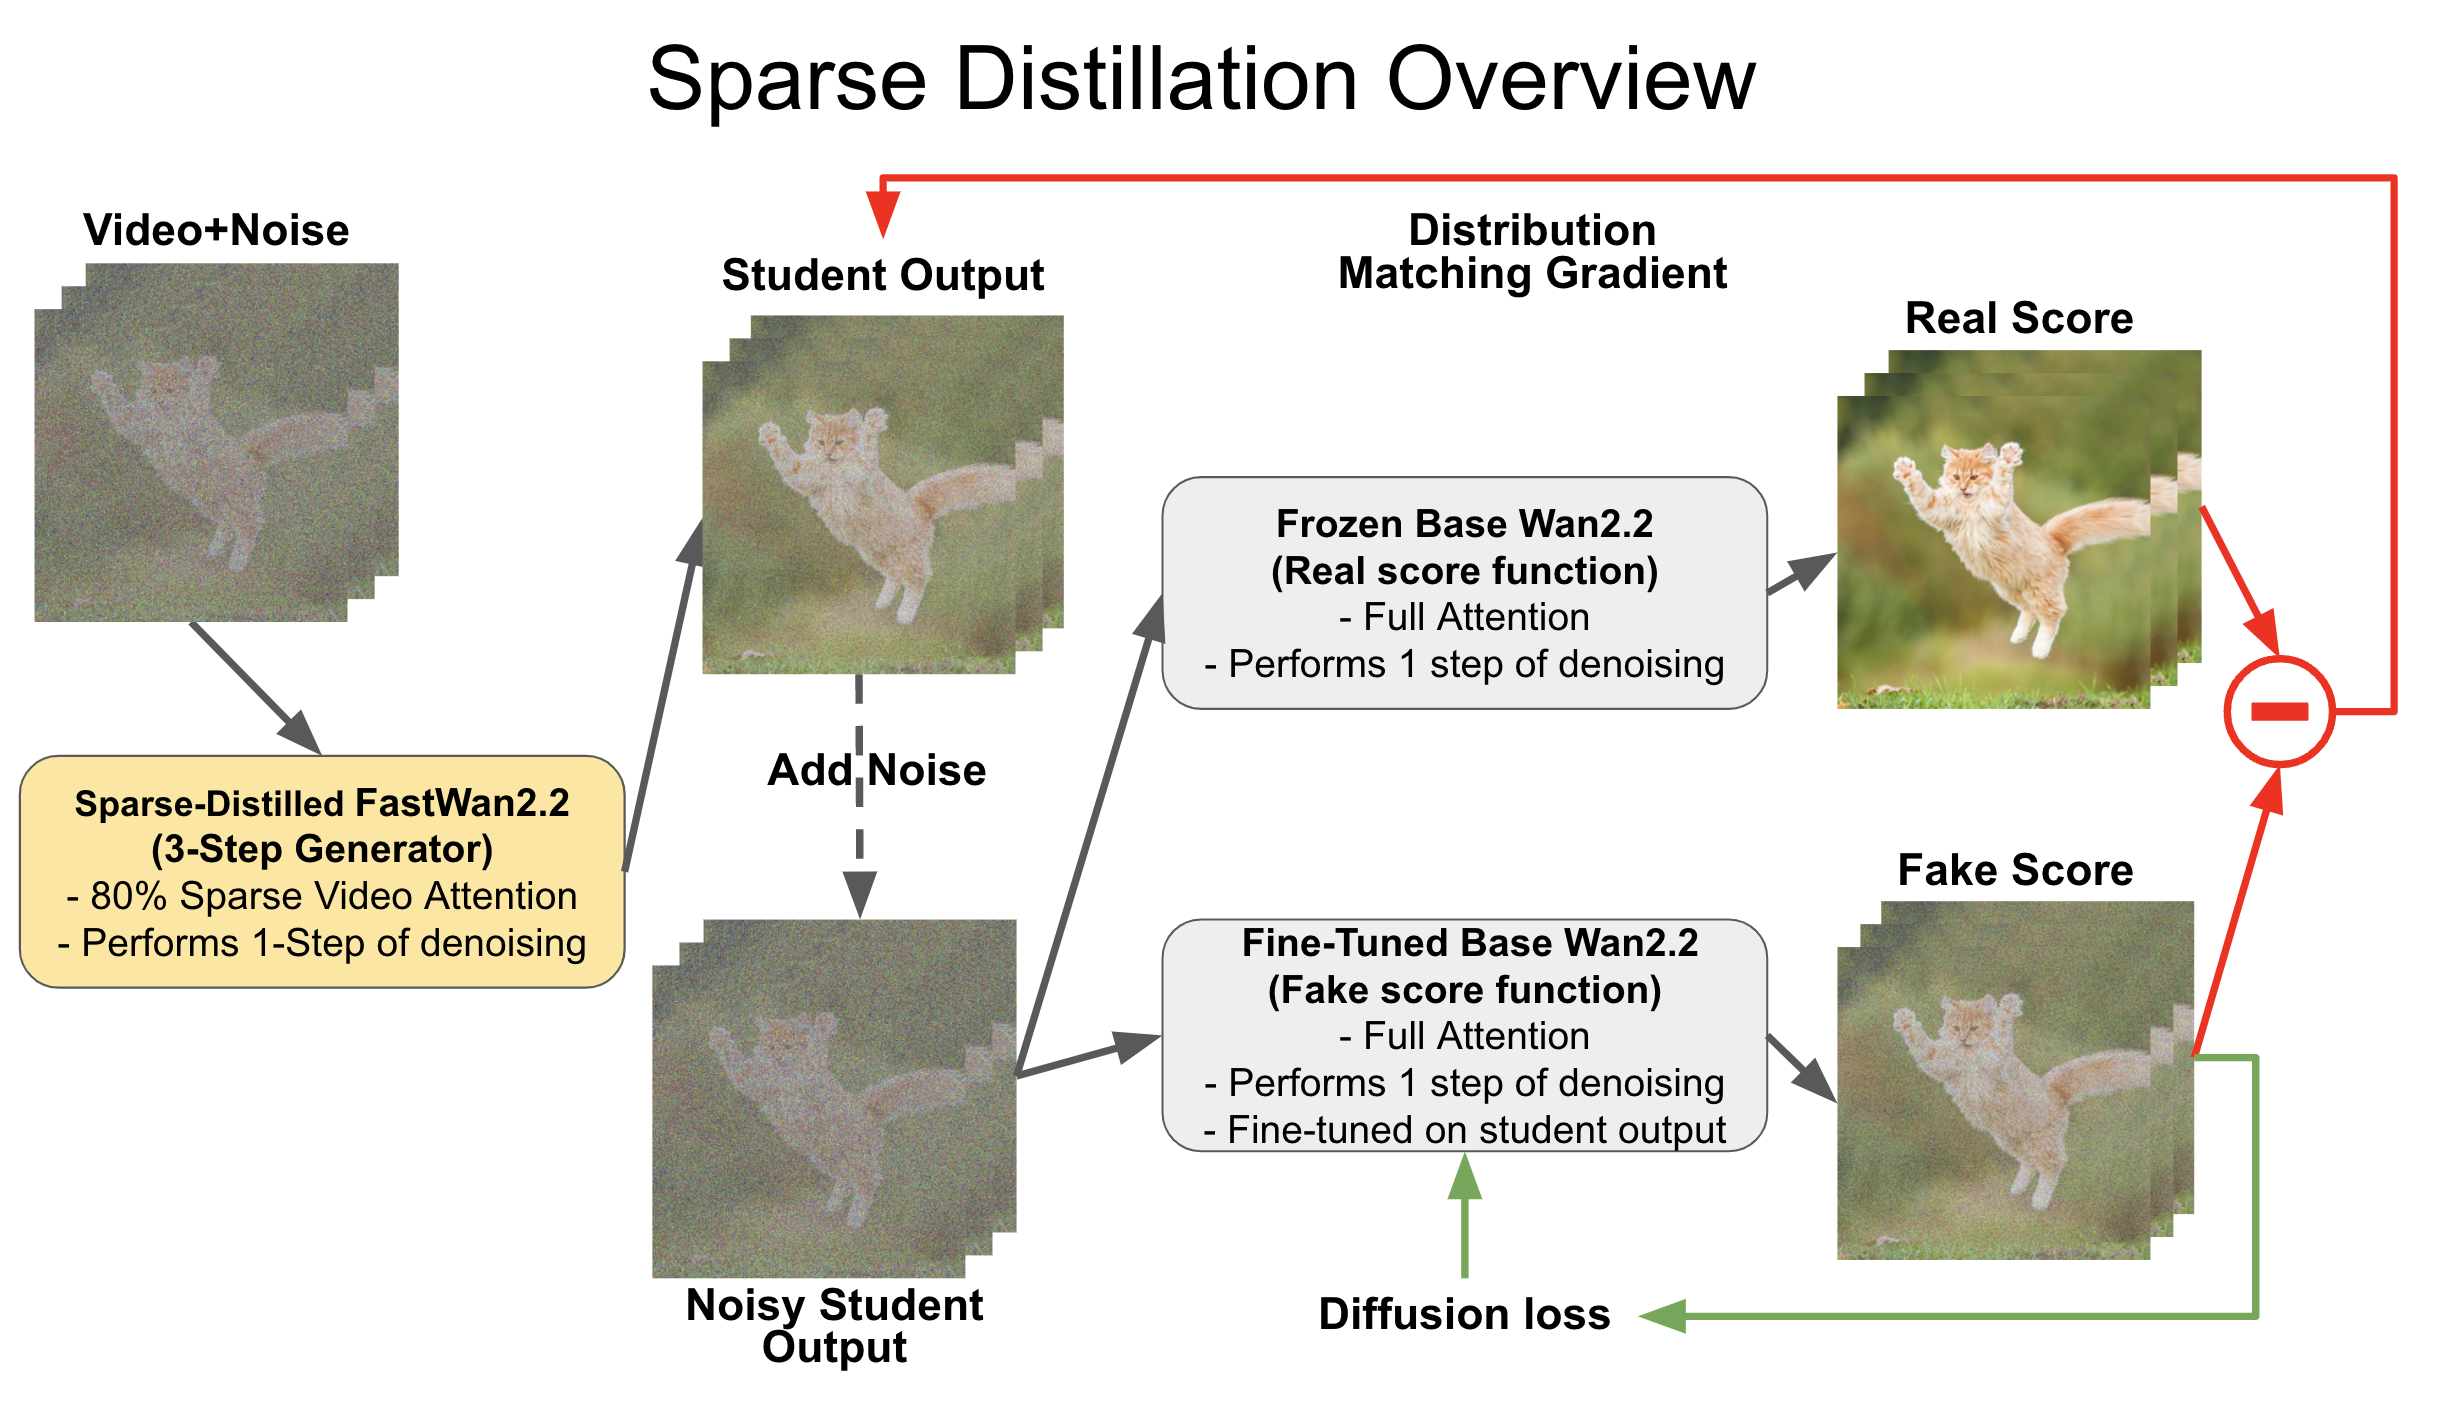 Sparse Distillation Overview
Video+Noise
Student Output
Distribution
Matching Gradient
Real Score
Frozen Base Wan2.2
(Real score function)
- Full Attention
- Performs 1 step of denoising
Add Noise
Sparse-Distilled FastWan2.2
(3-Step Generator)
- 80% Sparse Video Attention
- Performs 1-Step of denoising
Fake Score
Fine-Tuned Base Wan2.2
(Fake score function)
- Full Attention
- Performs 1 step of denoising
- Fine-tuned on student output
Noisy Student
Output
Diffusion loss